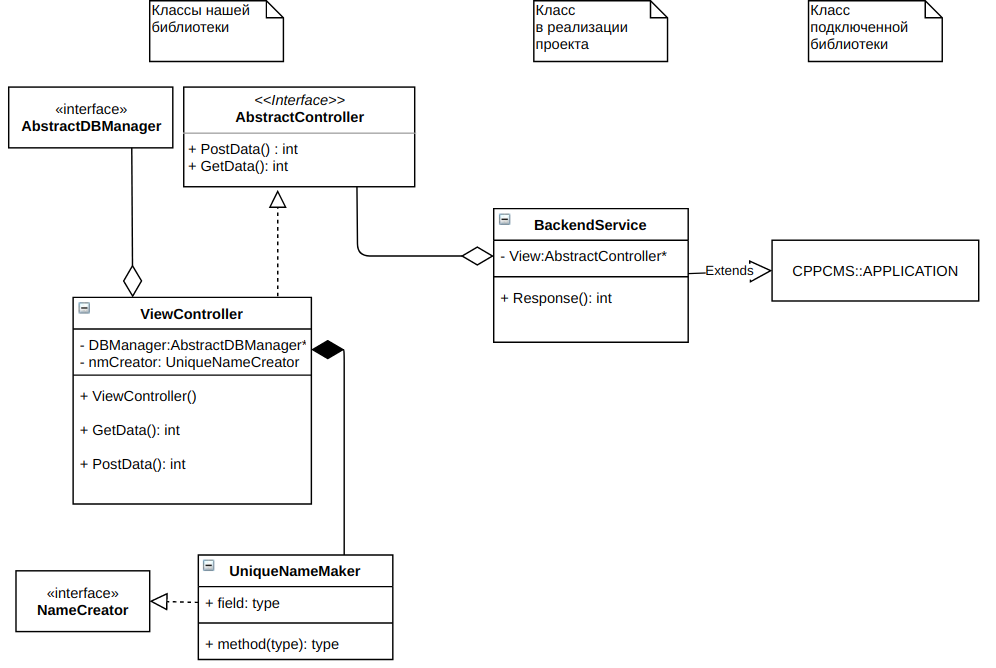 Классы нашей
библиотеки
Класс
в реализации
проекта
Класс
подключенной
библиотеки
«interface»
AbstractDBManager
<<Interface>>
AbstractController
+ PostData() : int
+ GetData(): int
BackendService
- View:AbstractController*
+ Response(): int
Extends
CPPCMS::APPLICATION
ViewController
- DBManager:AbstractDBManager*
- nmCreator: UniqueNameCreator
+ ViewController()
+ GetData(): int
+ PostData(): int
«interface»
NameCreator
UniqueNameMaker
+ field: type
+ method(type): type